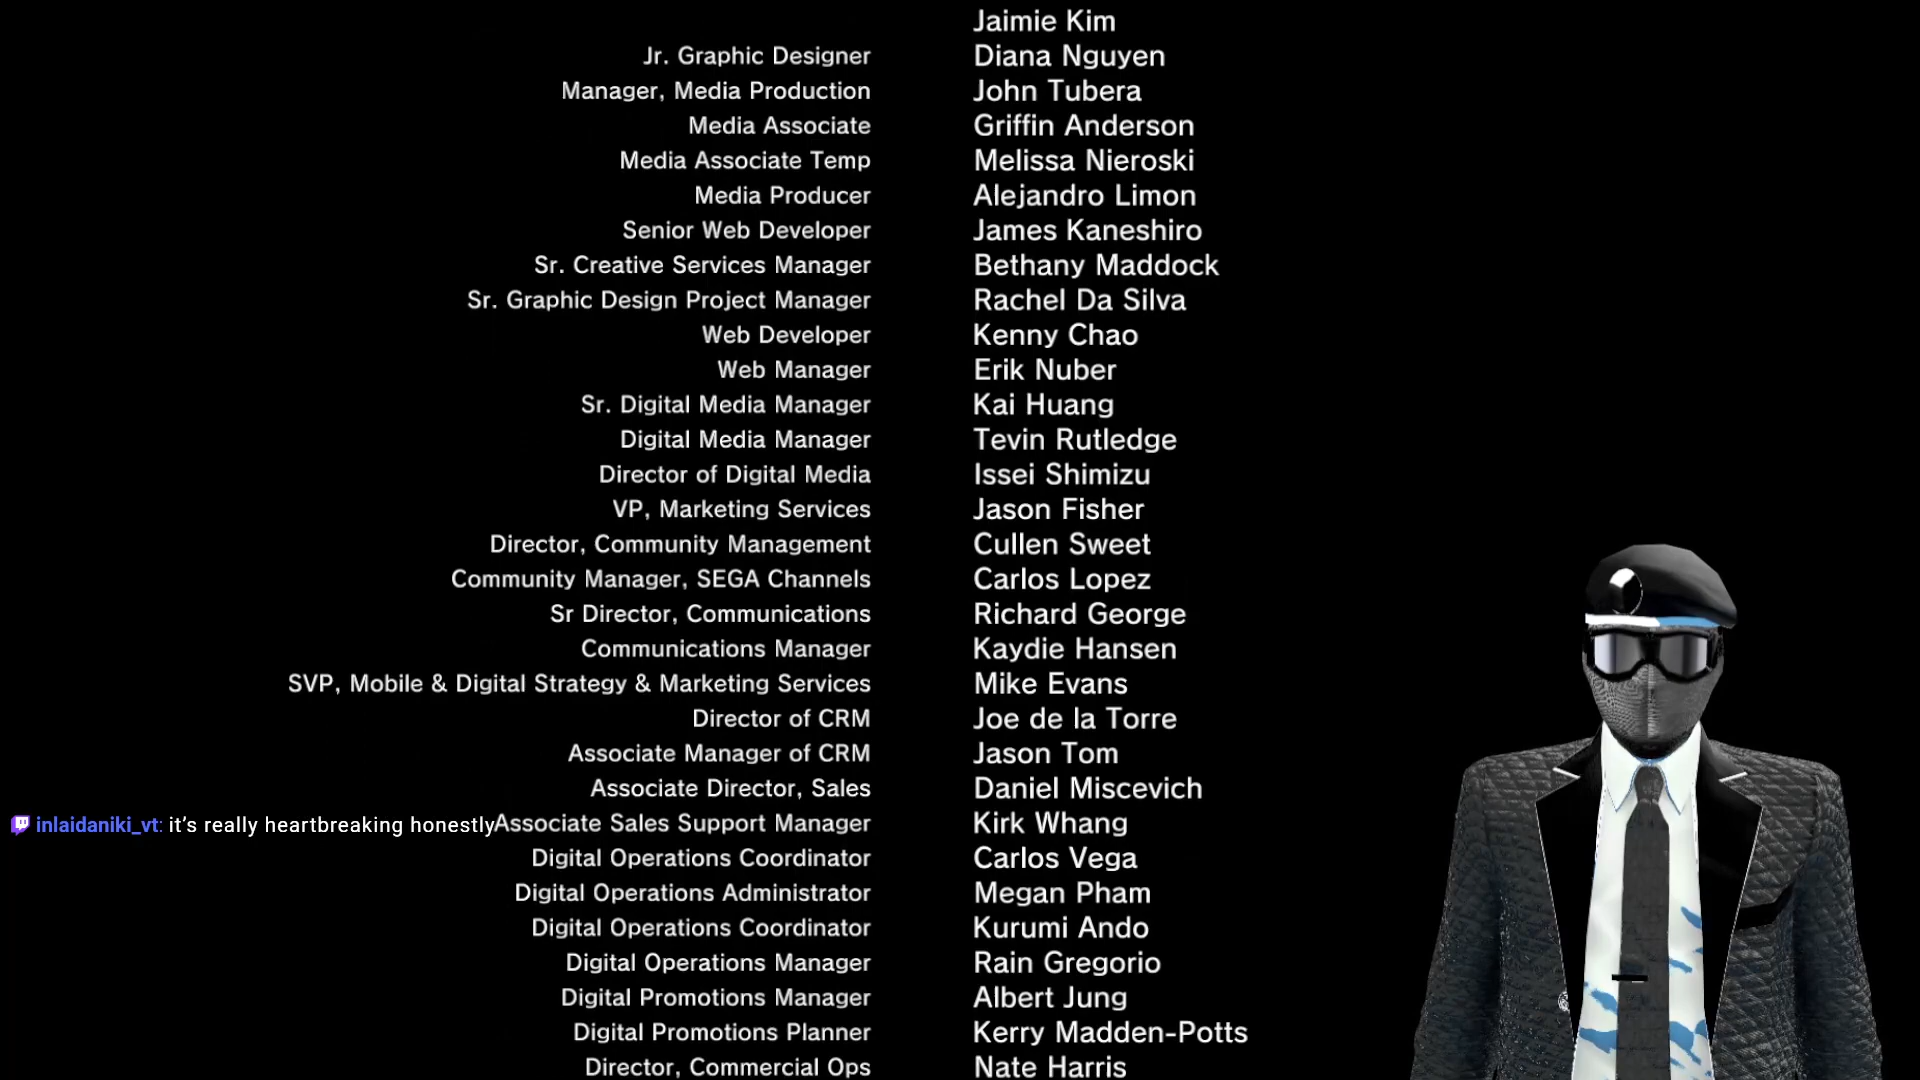 Jaimie Kim
Jr. Graphic Designer Diana Nguyen
Manager, Media Production John Tubera
Media Associate Griffin Anderson
Media Associate Temp Melissa Nieroski
Media Producer Alejandro Limon
Senior Web Developer James Kaneshiro
Sr. Creative Services Manager Bethany Maddock
Sr. Graphic Design Project Manager Rachel Da Silva
Web Developer Kenny Chao
Web Manager Erik Nuber
Sr. Digital Media Manager Kai Huang
Digital Media Manager Tevin Rutledge
Director of Digital Media Issei Shimizu
VP, Marketing Services Jason Fisher
Director, Community Management Cullen Sweet
Community Manager, SEGA Channels Carlos Lopez
Sr Director, Communications Richard George
Communications Manager Kaydie Hansen
SVP, Mobile & Digital Strategy & Marketing Services Mike Evans
Director of CRM Joe de la Torre
Associate Manager of CRM Jason Tom
Associate Director, Sales Daniel Miscevich
inlaidaniki_vt: it’s really heartbreaking honestly
Associate Sales Support Manager Kirk Whang
Digital Operations Coordinator Carlos Vega
Digital Operations Administrator Megan Pham
Digital Operations Coordinator Kurumi Ando
Digital Operations Manager Rain Gregorio
Digital Promotions Manager Albert Jung
Digital Promotions Planner Kerry Madden-Potts
Director, Commercial Ops Nate Harris